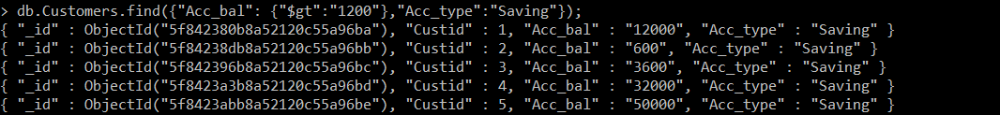 > db.Customers.find({"Acc_bal": {"$gt":"1200"},"Acc_type":"Saving"});
{ "_id" : ObjectId("5f842380b8a52120c55a96ba"), "Custid" : 1, "Acc_bal" : "12000", "Acc_type" : "Saving" }
{ "_id" : ObjectId("5f84238db8a52120c55a96bb"), "Custid" : 2, "Acc_bal" : "600", "Acc_type" : "Saving" }
{ "_id" : ObjectId("5f842396b8a52120c55a96bc"), "Custid" : 3, "Acc_bal" : "3600", "Acc_type" : "Saving" }
{ "_id" : ObjectId("5f8423a3b8a52120c55a96bd"), "Custid" : 4, "Acc_bal" : "32000", "Acc_type" : "Saving" }
{ "_id" : ObjectId("5f8423abb8a52120c55a96be"), "Custid" : 5, "Acc_bal" : "50000", "Acc_type" : "Saving" }